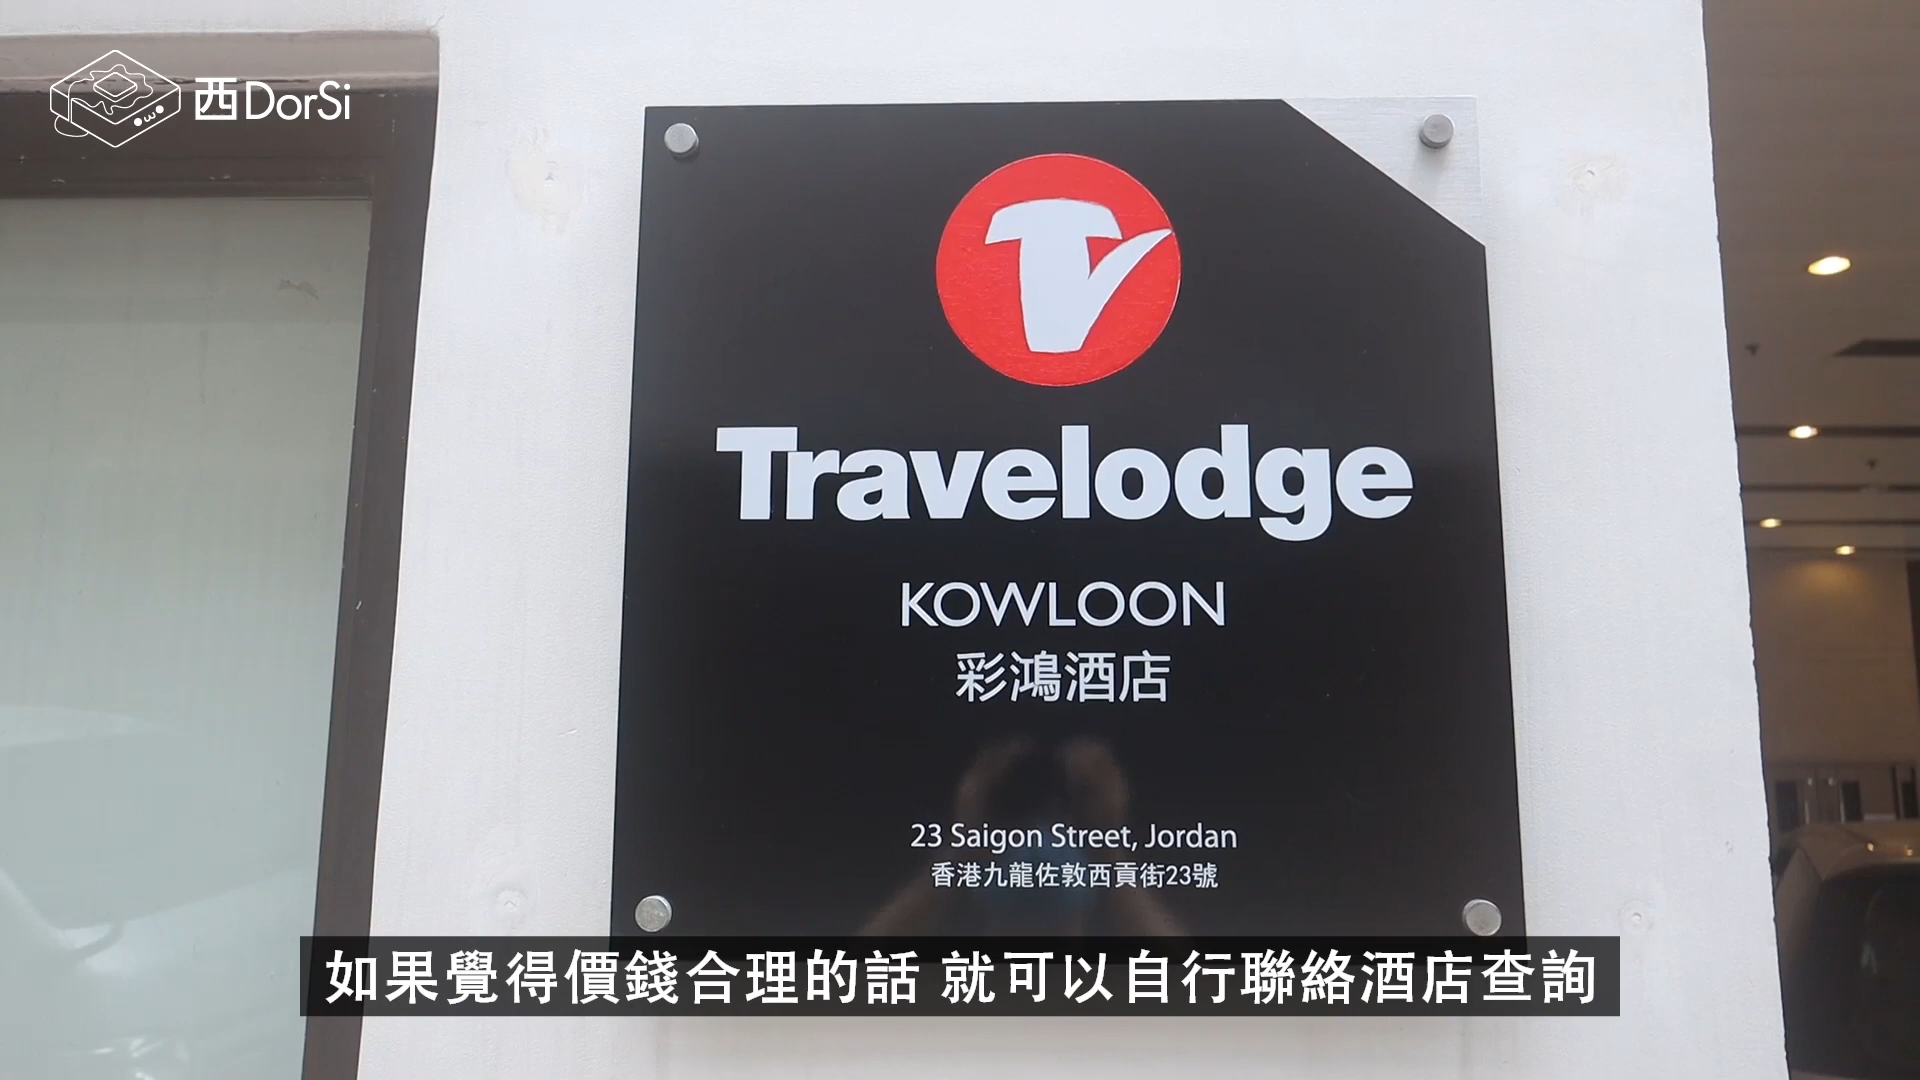 西DorSi
Travelodge
KOWLOON
彩鴻酒店
23 Saigon Street, Jordan
香港九龍佐敦西貢街23號
如果覺得價錢合理的話 就可以自行聯絡酒店查詢